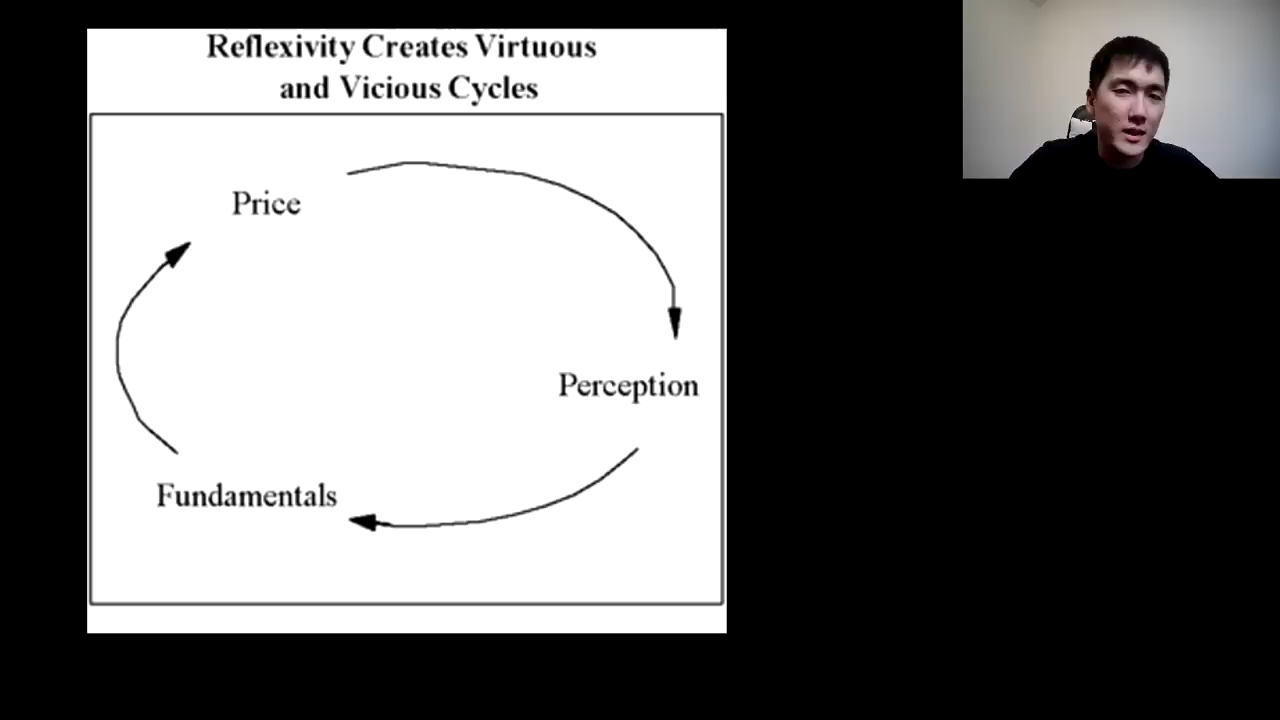 Reflexivity Creates Virtuous
and Vicious Cycles
Price
Perception
Fundamentals